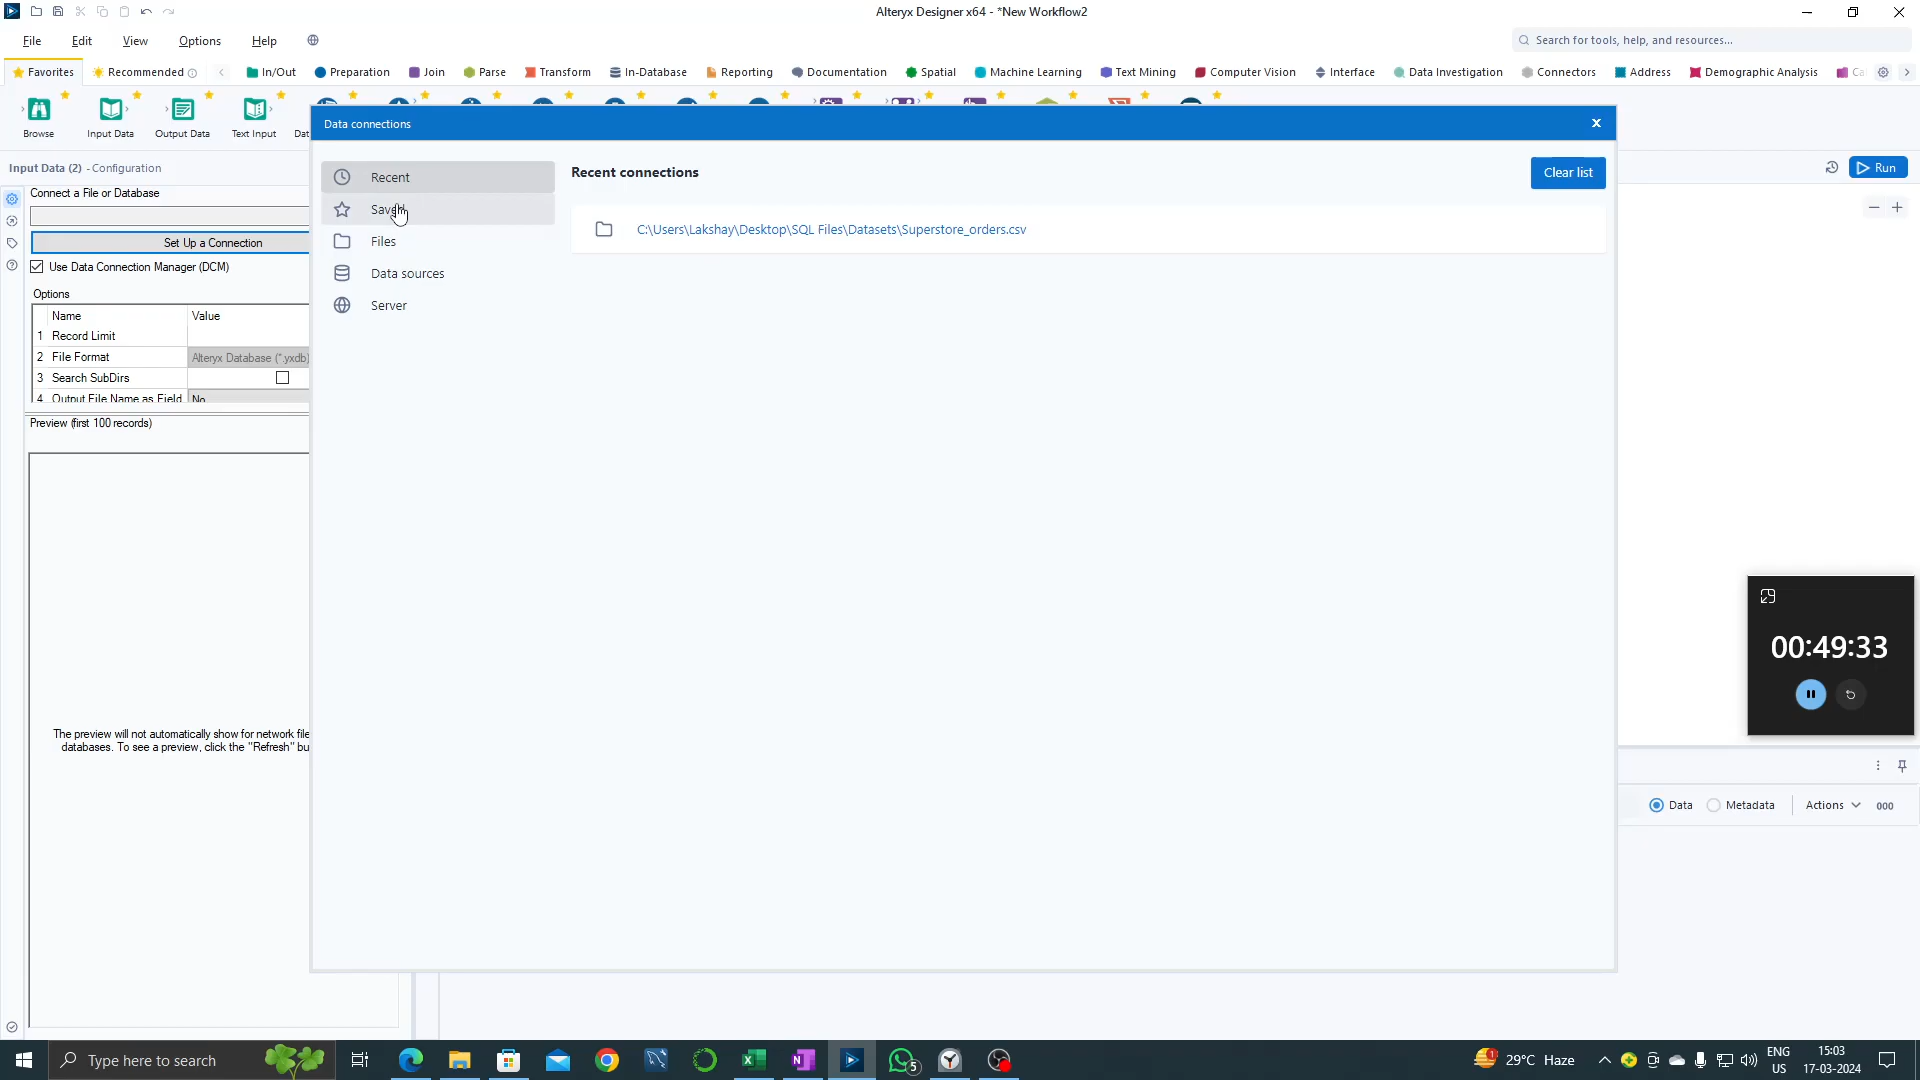 Alteryx Designer x64 - *New Workflow2
File Edit View Options Help
Search for tools, help, and resources...
Favorites Recommended In/Out Preparation Join Parse Transform In-Database Reporting Documentation Spatial Machine Learning Text Mining Computer Vision Interface Data Investigation Connectors Address Demographic Analysis Ca
Browse Input Data Output Data Text Input Dat
Data connections
Input Data (2) - Configuration
Run
Connect a File or Database
Set Up a Connection
Use Data Connection Manager (DCM)
Options
Name Value
1 Record Limit
2 File Format Alteryx Database (*.yxdb)
3 Search SubDirs
4 Output File Name as Field No
Preview (first 100 records)
The preview will not automatically show for network file
databases. To see a preview, click the "Refresh" bu
Recent
Saved
Files
Data sources
Server
Recent connections
Clear list
C:\Users\Lakshay\Desktop\SQL Files\Datasets\Superstore_orders.csv
00:49:33
Data Metadata Actions 000
Type here to search
5
1
29°C Haze
ENG
US
15:03
17-03-2024